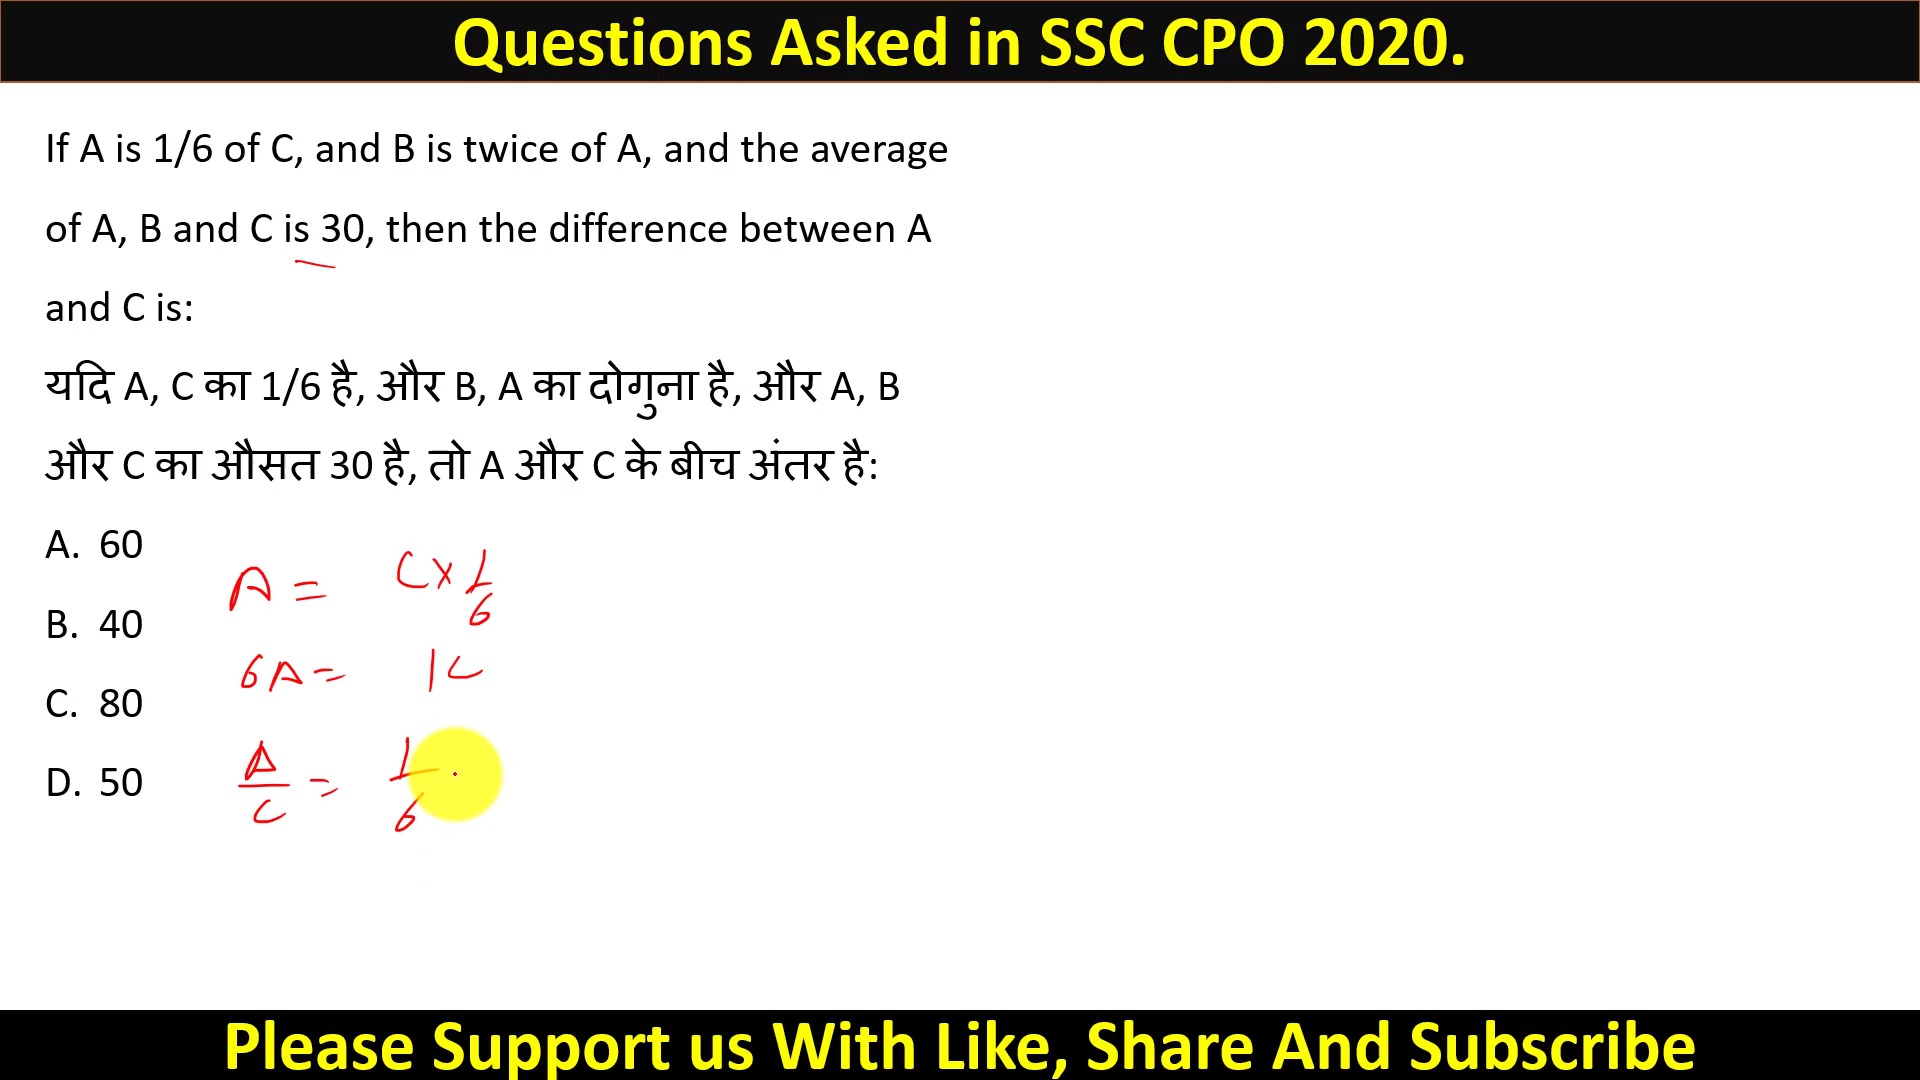 Questions Asked in SSC CPO 2020.
If A is 1/6 of C, and B is twice of A, and the average
of A, B and C is 30, then the difference between A
and C is:
यदि A, C का 1/6 है, और B, A का दोगुना है, और A, B
और C का औसत 30 है, तो A और C के बीच अंतर है:
A. 60
B. 40
C. 80
D. 50
A = C × 1/6
6A = 1C
A/C = 1/6
Please Support us With Like, Share And Subscribe